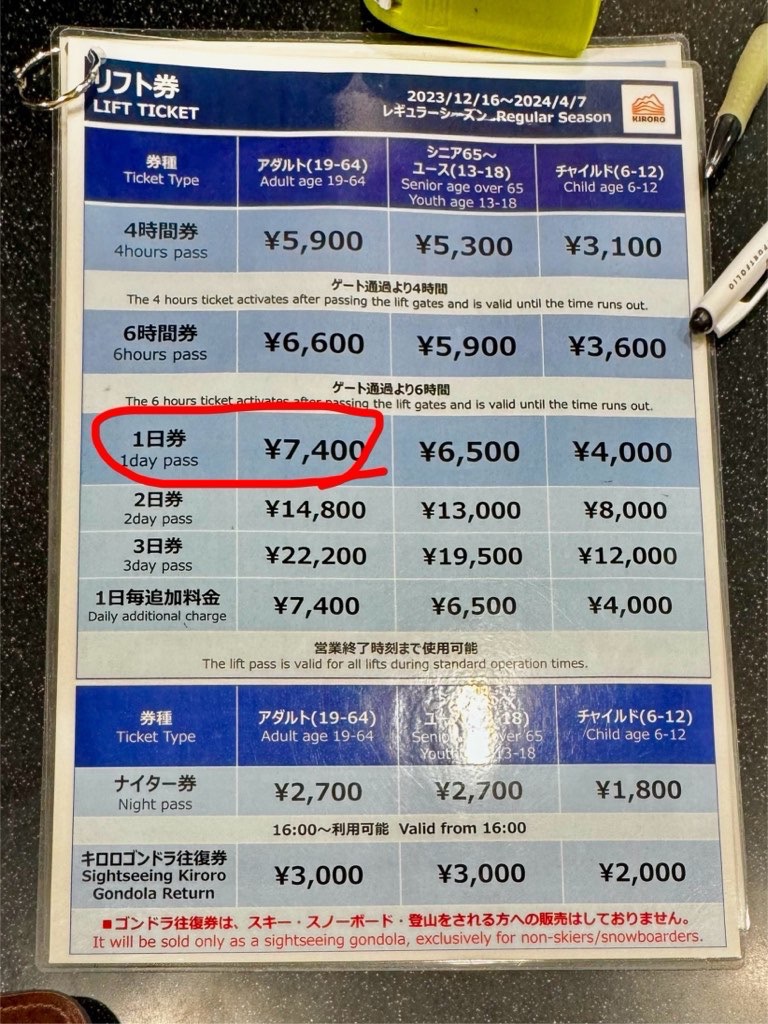 リフト券
LIFT TICKET
2023/12/16～2024/4/7
レギュラーシーズン Regular Season
KIRORO
券種
Ticket Type
アダルト(19-64)
Adult age 19-64
シニア65～
ユース(13-18)
Senior age over 65
Youth age 13-18
チャイルド(6-12)
Child age 6-12
4時間券
4hours pass
¥5,900
¥5,300
¥3,100
ゲート通過より4時間
The 4 hours ticket activates after passing the lift gates and is valid until the time runs out.
6時間券
6hours pass
¥6,600
¥5,900
¥3,600
ゲート通過より6時間
The 6 hours ticket activates after passing the lift gates and is valid until the time runs out.
1日券
1day pass
¥7,400
¥6,500
¥4,000
2日券
2day pass
¥14,800
¥13,000
¥8,000
3日券
3day pass
¥22,200
¥19,500
¥12,000
1日毎追加料金
Daily additional charge
¥7,400
¥6,500
¥4,000
営業終了時刻まで使用可能
The lift pass is valid for all lifts during standard operation times.
券種
Ticket Type
アダルト(19-64)
Adult age 19-64
チャイルド(6-12)
Child age 6-12
ナイター券
Night pass
¥2,700
¥2,700
¥1,800
16:00～利用可能 Valid from 16:00
キロロゴンドラ往復券
Sightseeing Kiroro
Gondola Return
¥3,000
¥3,000
¥2,000
■ゴンドラ往復券は、スキー・スノーボード・登山をされる方への販売はしておりません。
It will be sold only as a sightseeing gondola, exclusively for non-skiers/snowboarders.
PORTFOLIO